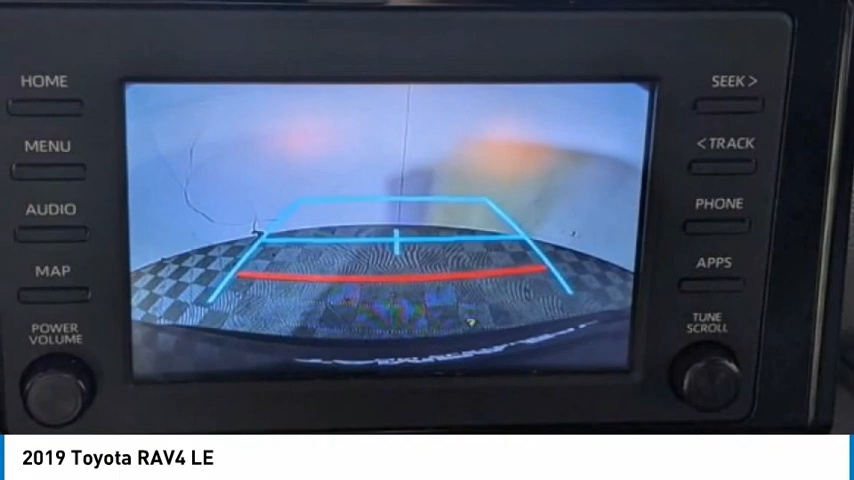 HOME
MENU
AUDIO
MAP
POWER
VOLUME
SEEK >
< TRACK
PHONE
APPS
TUNE
SCROLL
2019 Toyota RAV4 LE